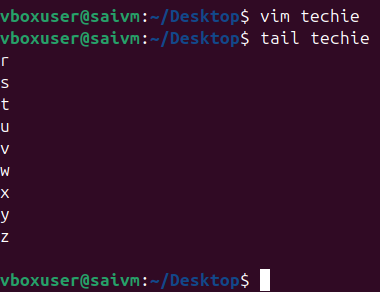 vboxuser@saivm:~/Desktop$ vim techie
vboxuser@saivm:~/Desktop$ tail techie
r
s
t
u
v
w
x
y
z
vboxuser@saivm:~/Desktop$